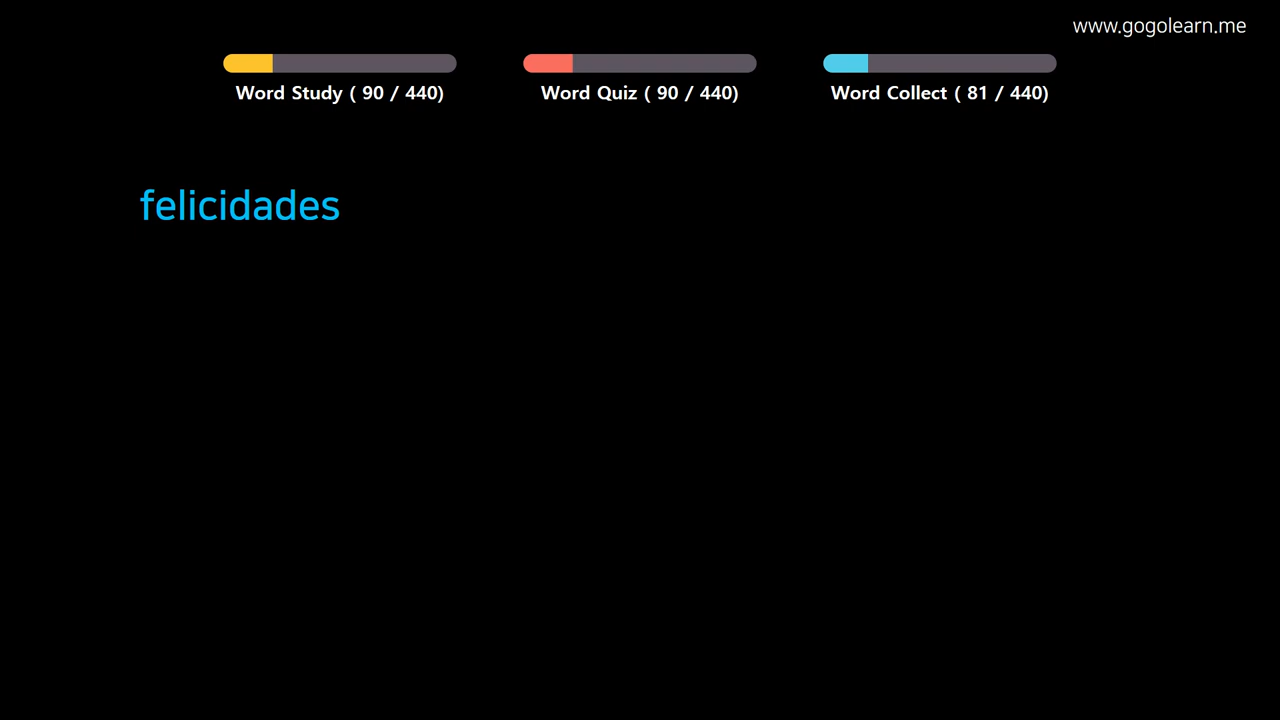 www.gogolearn.me
Word Study ( 90 / 440)
Word Quiz ( 90 / 440)
Word Collect ( 81 / 440)
felicidades